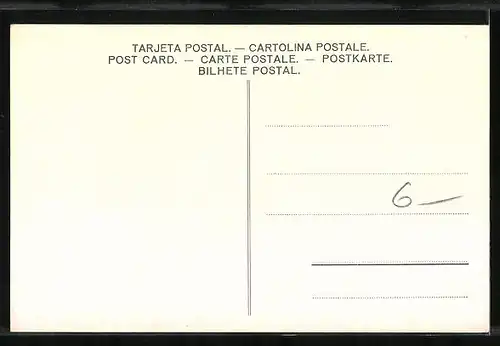 TARJETA POSTAL. — CARTOLINA POSTALE.
POST CARD. — CARTE POSTALE. — POSTKARTE.
BILHETE POSTAL.
6—